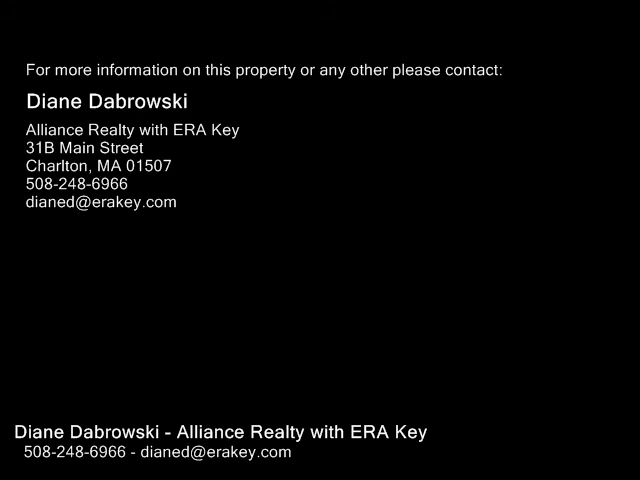 For more information on this property or any other please contact:
Diane Dabrowski
Alliance Realty with ERA Key
31B Main Street
Charlton, MA 01507
508-248-6966
dianed@erakey.com
Diane Dabrowski - Alliance Realty with ERA Key
508-248-6966 - dianed@erakey.com